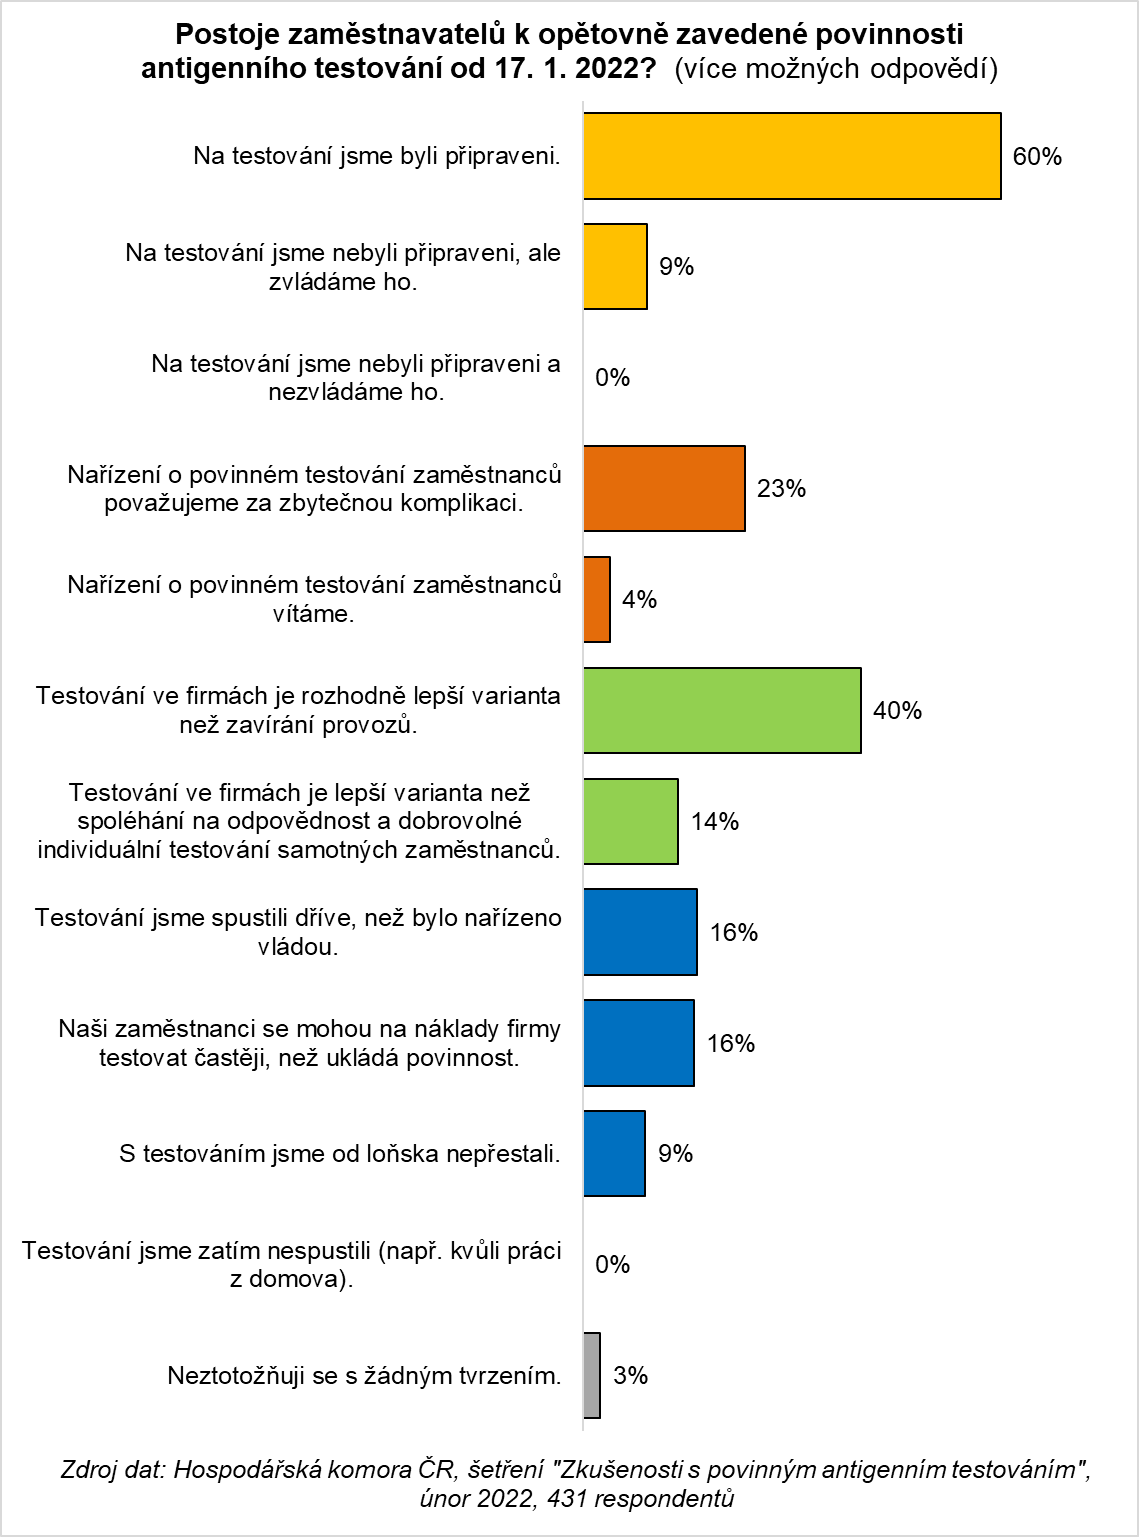 Postoje zaměstnavatelů k opětovně zavedené povinnosti
antigenního testování od 17. 1. 2022? (více možných odpovědí)
Na testování jsme byli připraveni.
60%
Na testování jsme nebyli připraveni, ale
zvládáme ho.
9%
Na testování jsme nebyli připraveni a
nezvládáme ho.
0%
Nařízení o povinném testování zaměstnanců
považujeme za zbytečnou komplikaci.
23%
Nařízení o povinném testování zaměstnanců
vítáme.
4%
Testování ve firmách je rozhodně lepší varianta
než zavírání provozů.
40%
Testování ve firmách je lepší varianta než
spoléhání na odpovědnost a dobrovolné
individuální testování samotných zaměstnanců.
14%
Testování jsme spustili dříve, než bylo nařízeno
vládou.
16%
Naši zaměstnanci se mohou na náklady firmy
testovat častěji, než ukládá povinnost.
16%
S testováním jsme od loňska nepřestali.
9%
Testování jsme zatím nespustili (např. kvůli práci
z domova).
0%
Neztotožňuji se s žádným tvrzením.
3%
Zdroj dat: Hospodářská komora ČR, šetření "Zkušenosti s povinným antigenním testováním",
únor 2022, 431 respondentů